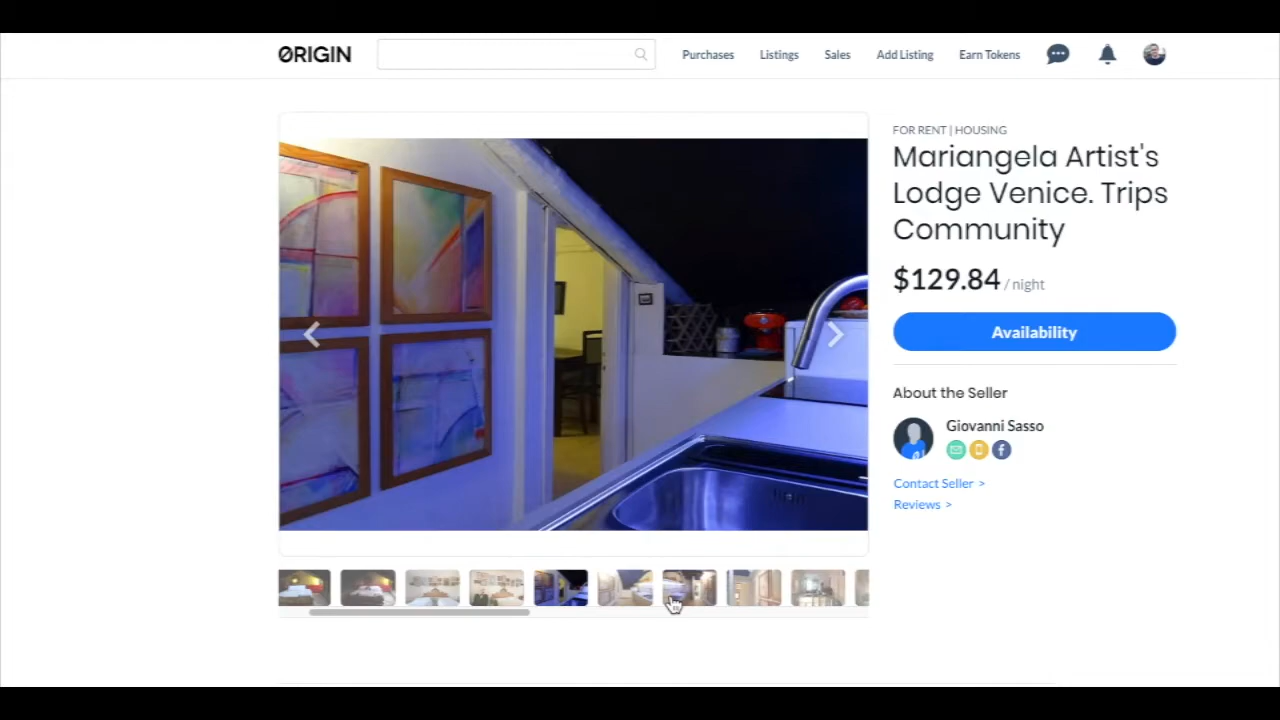 ORIGIN
Purchases
Listings
Sales
Add Listing
Earn Tokens
FOR RENT | HOUSING
Mariangela Artist's
Lodge Venice. Trips
Community
$129.84 / night
Availability
About the Seller
Giovanni Sasso
Contact Seller >
Reviews >